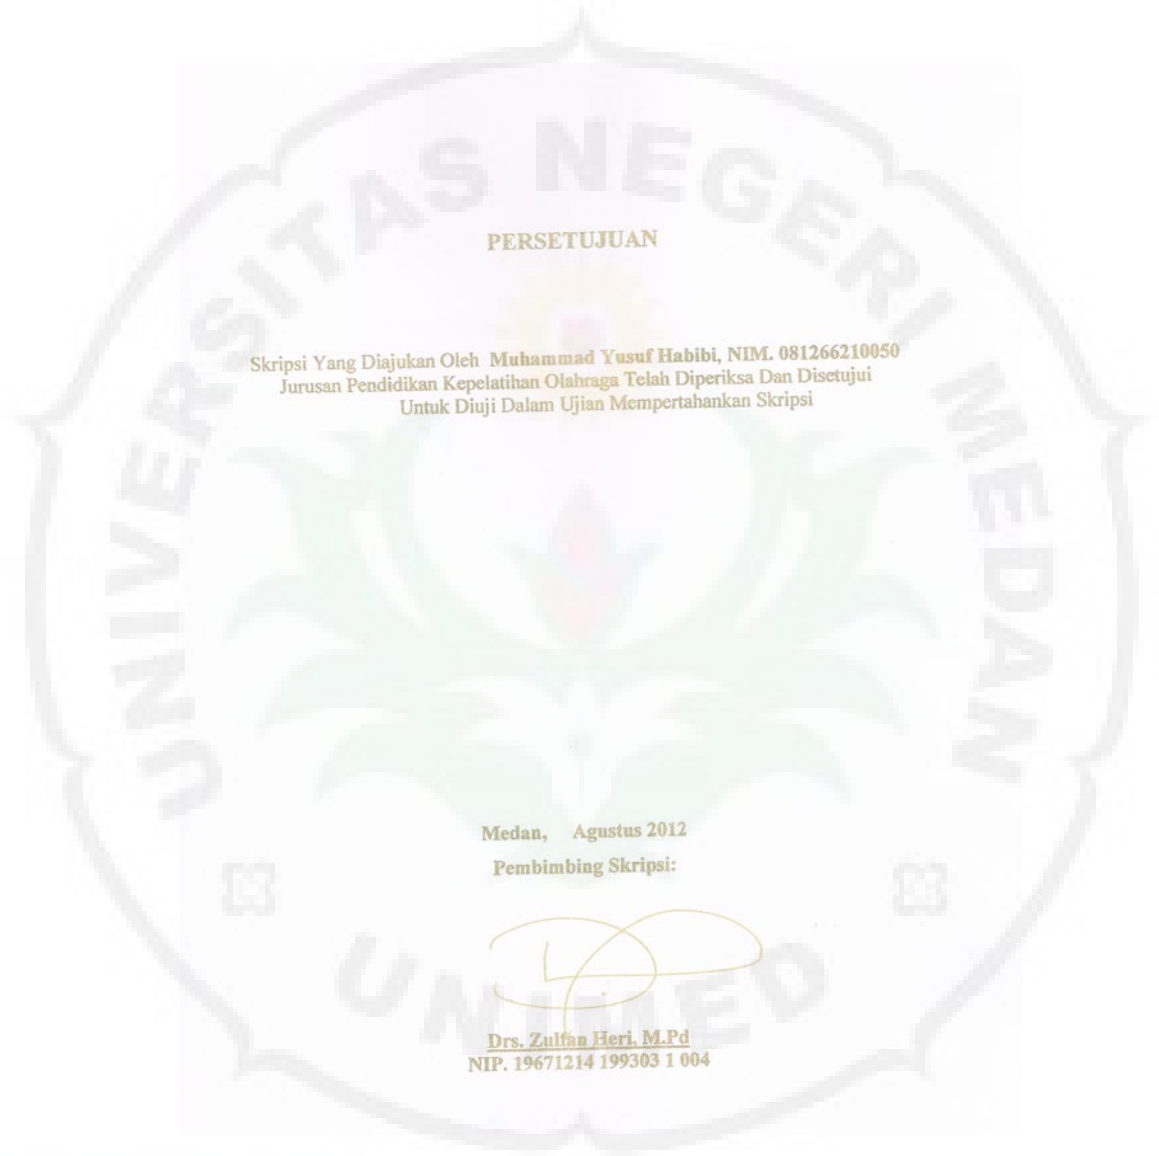 UNIVERSITAS NEGERI MEDAN
PERSETUJUAN
Skripsi Yang Diajukan Oleh Muhammad Yusuf Habibi, NIM. 081266210050
Jurusan Pendidikan Kepelatihan Olahraga Telah Diperiksa Dan Disetujui
Untuk Diuji Dalam Ujian Mempertahankan Skripsi
Medan, Agustus 2012
Pembimbing Skripsi:
UNIMED
Drs. Zulfan Heri, M.Pd
NIP. 19671214 199303 1 004